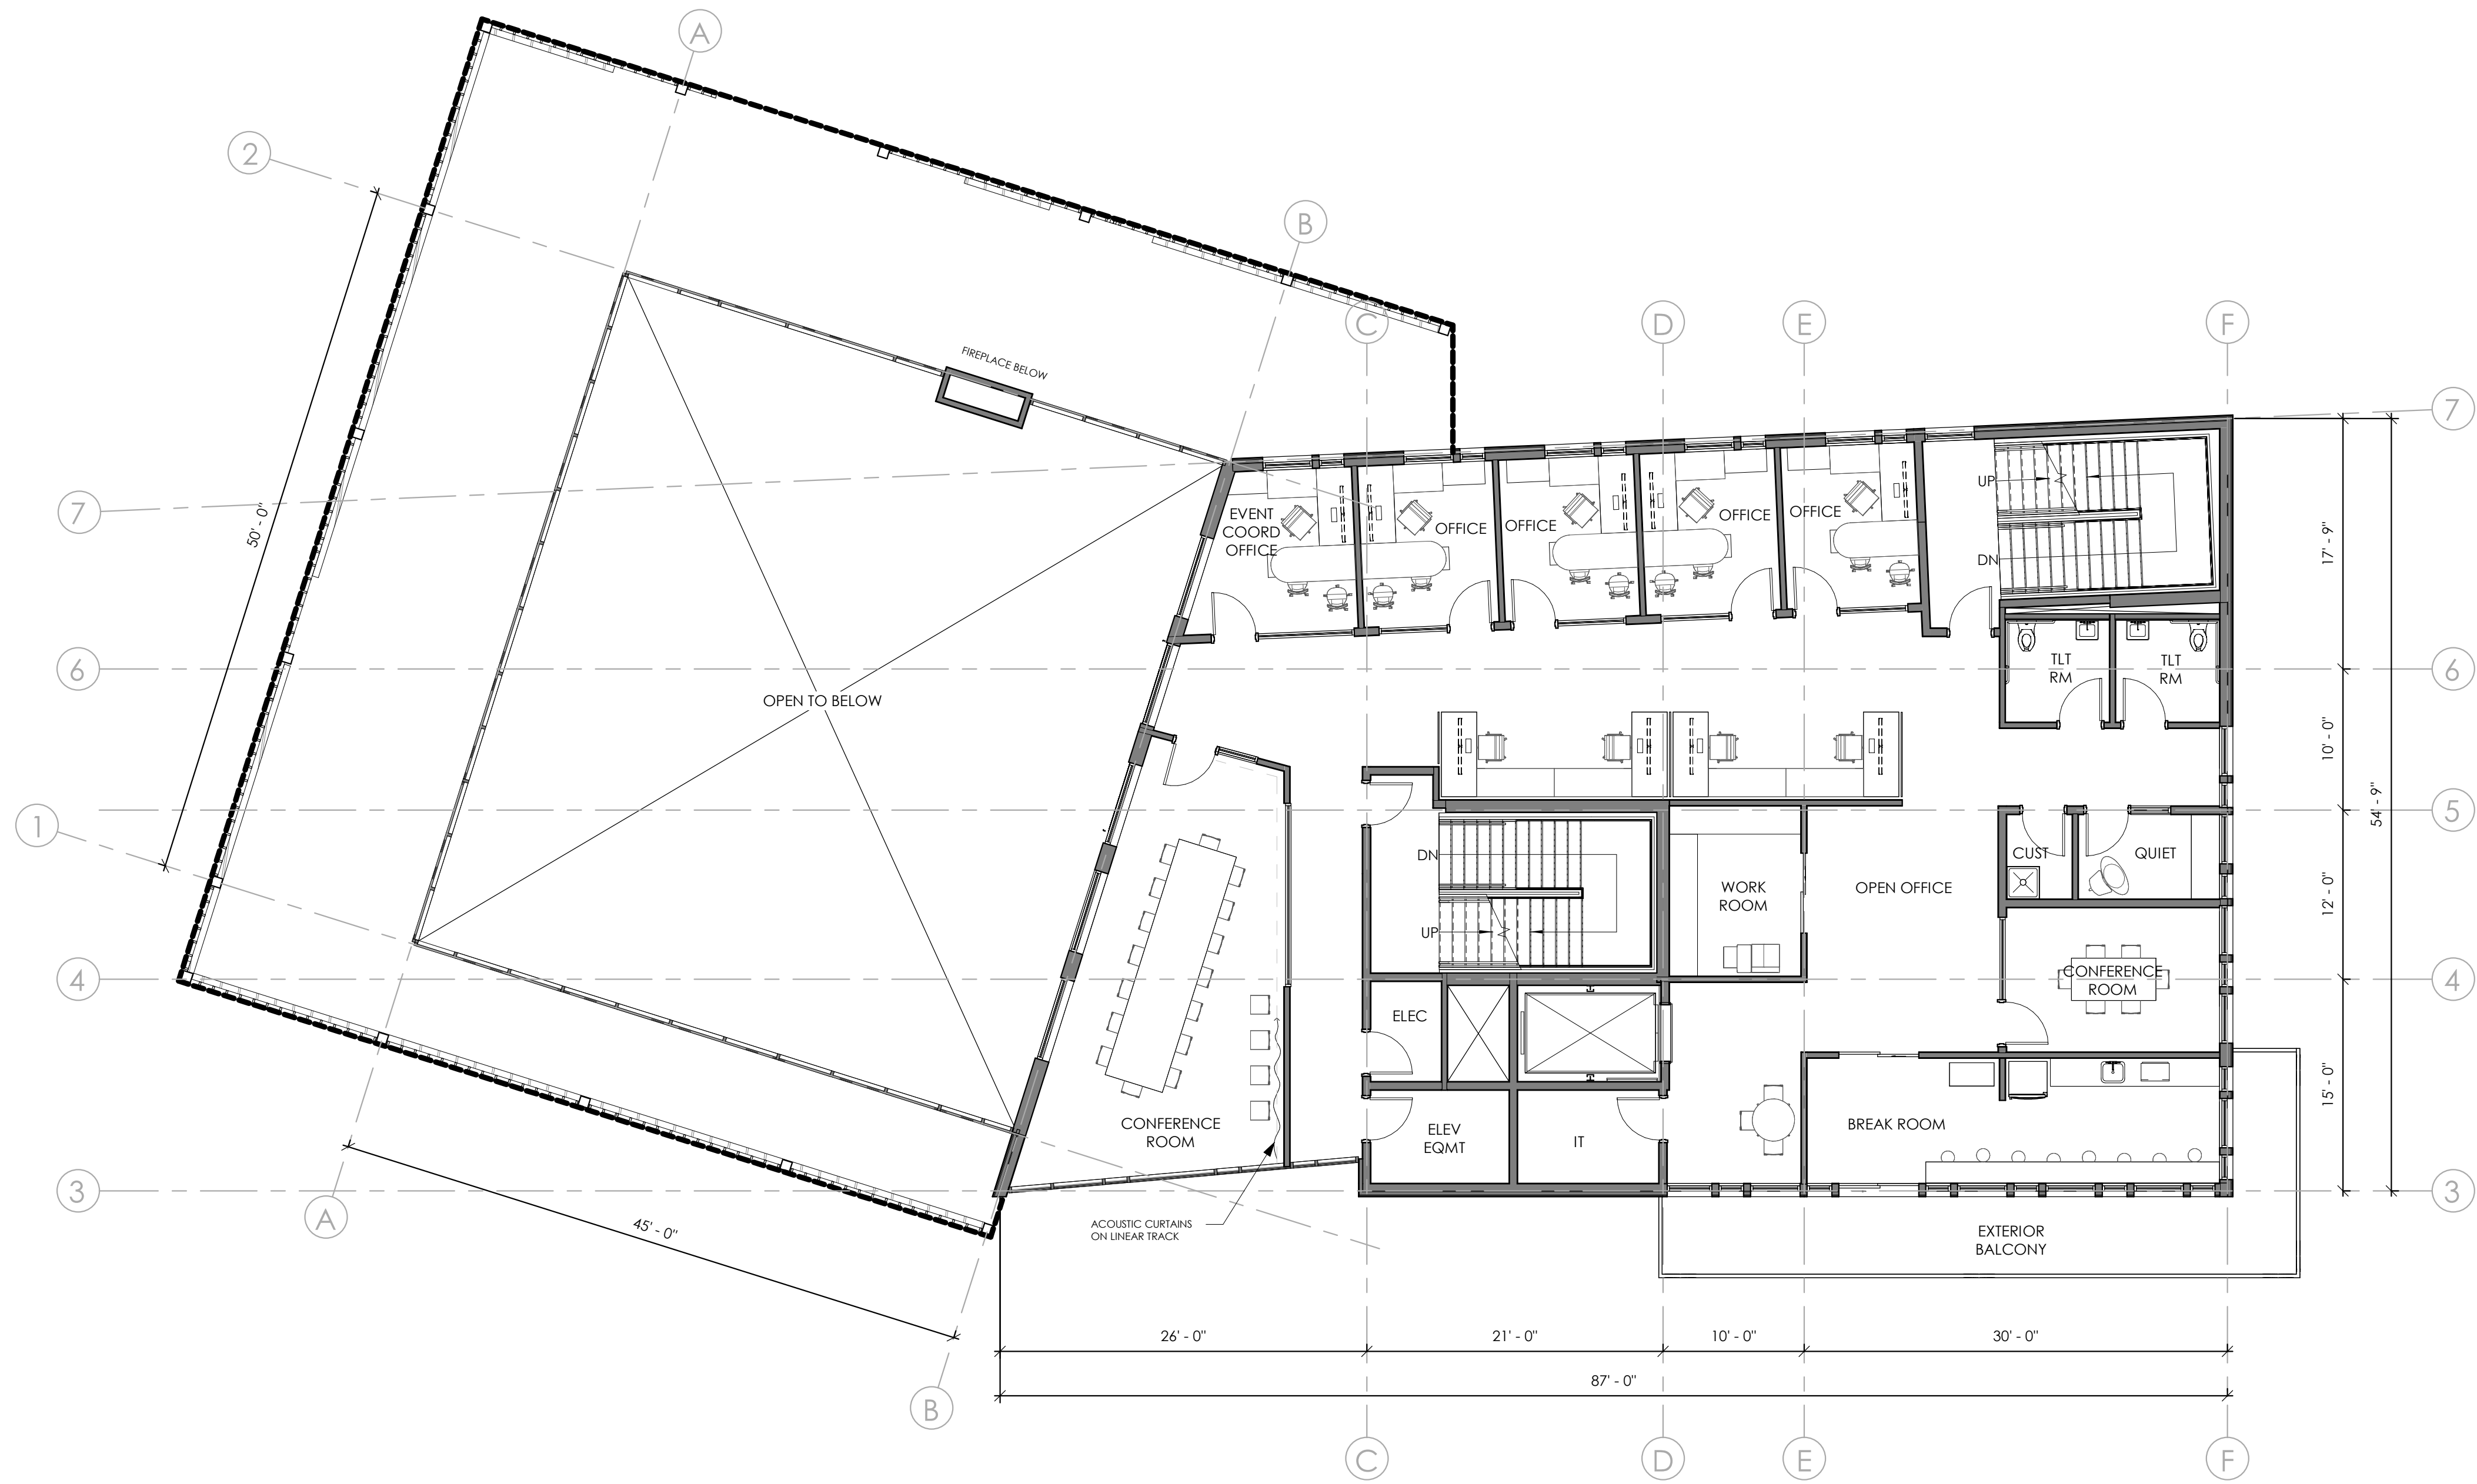 A
2
B
C
D
E
F
FIREPLACE BELOW
7
7
50' - 0"
EVENT
COORD
OFFICE
OFFICE
OFFICE
OFFICE
OFFICE
UP
DN
17' - 9"
6
TLT
RM
TLT
RM
6
OPEN TO BELOW
10' - 0"
54' - 9"
1
5
DN
UP
WORK
ROOM
OPEN OFFICE
CUST
QUIET
12' - 0"
4
CONFERENCE
ROOM
4
ELEC
15' - 0"
CONFERENCE
ROOM
ELEV
EQMT
IT
BREAK ROOM
3
3
A
45' - 0"
ACOUSTIC CURTAINS
ON LINEAR TRACK
EXTERIOR
BALCONY
26' - 0"
21' - 0"
10' - 0"
30' - 0"
87' - 0"
B
C
D
E
F